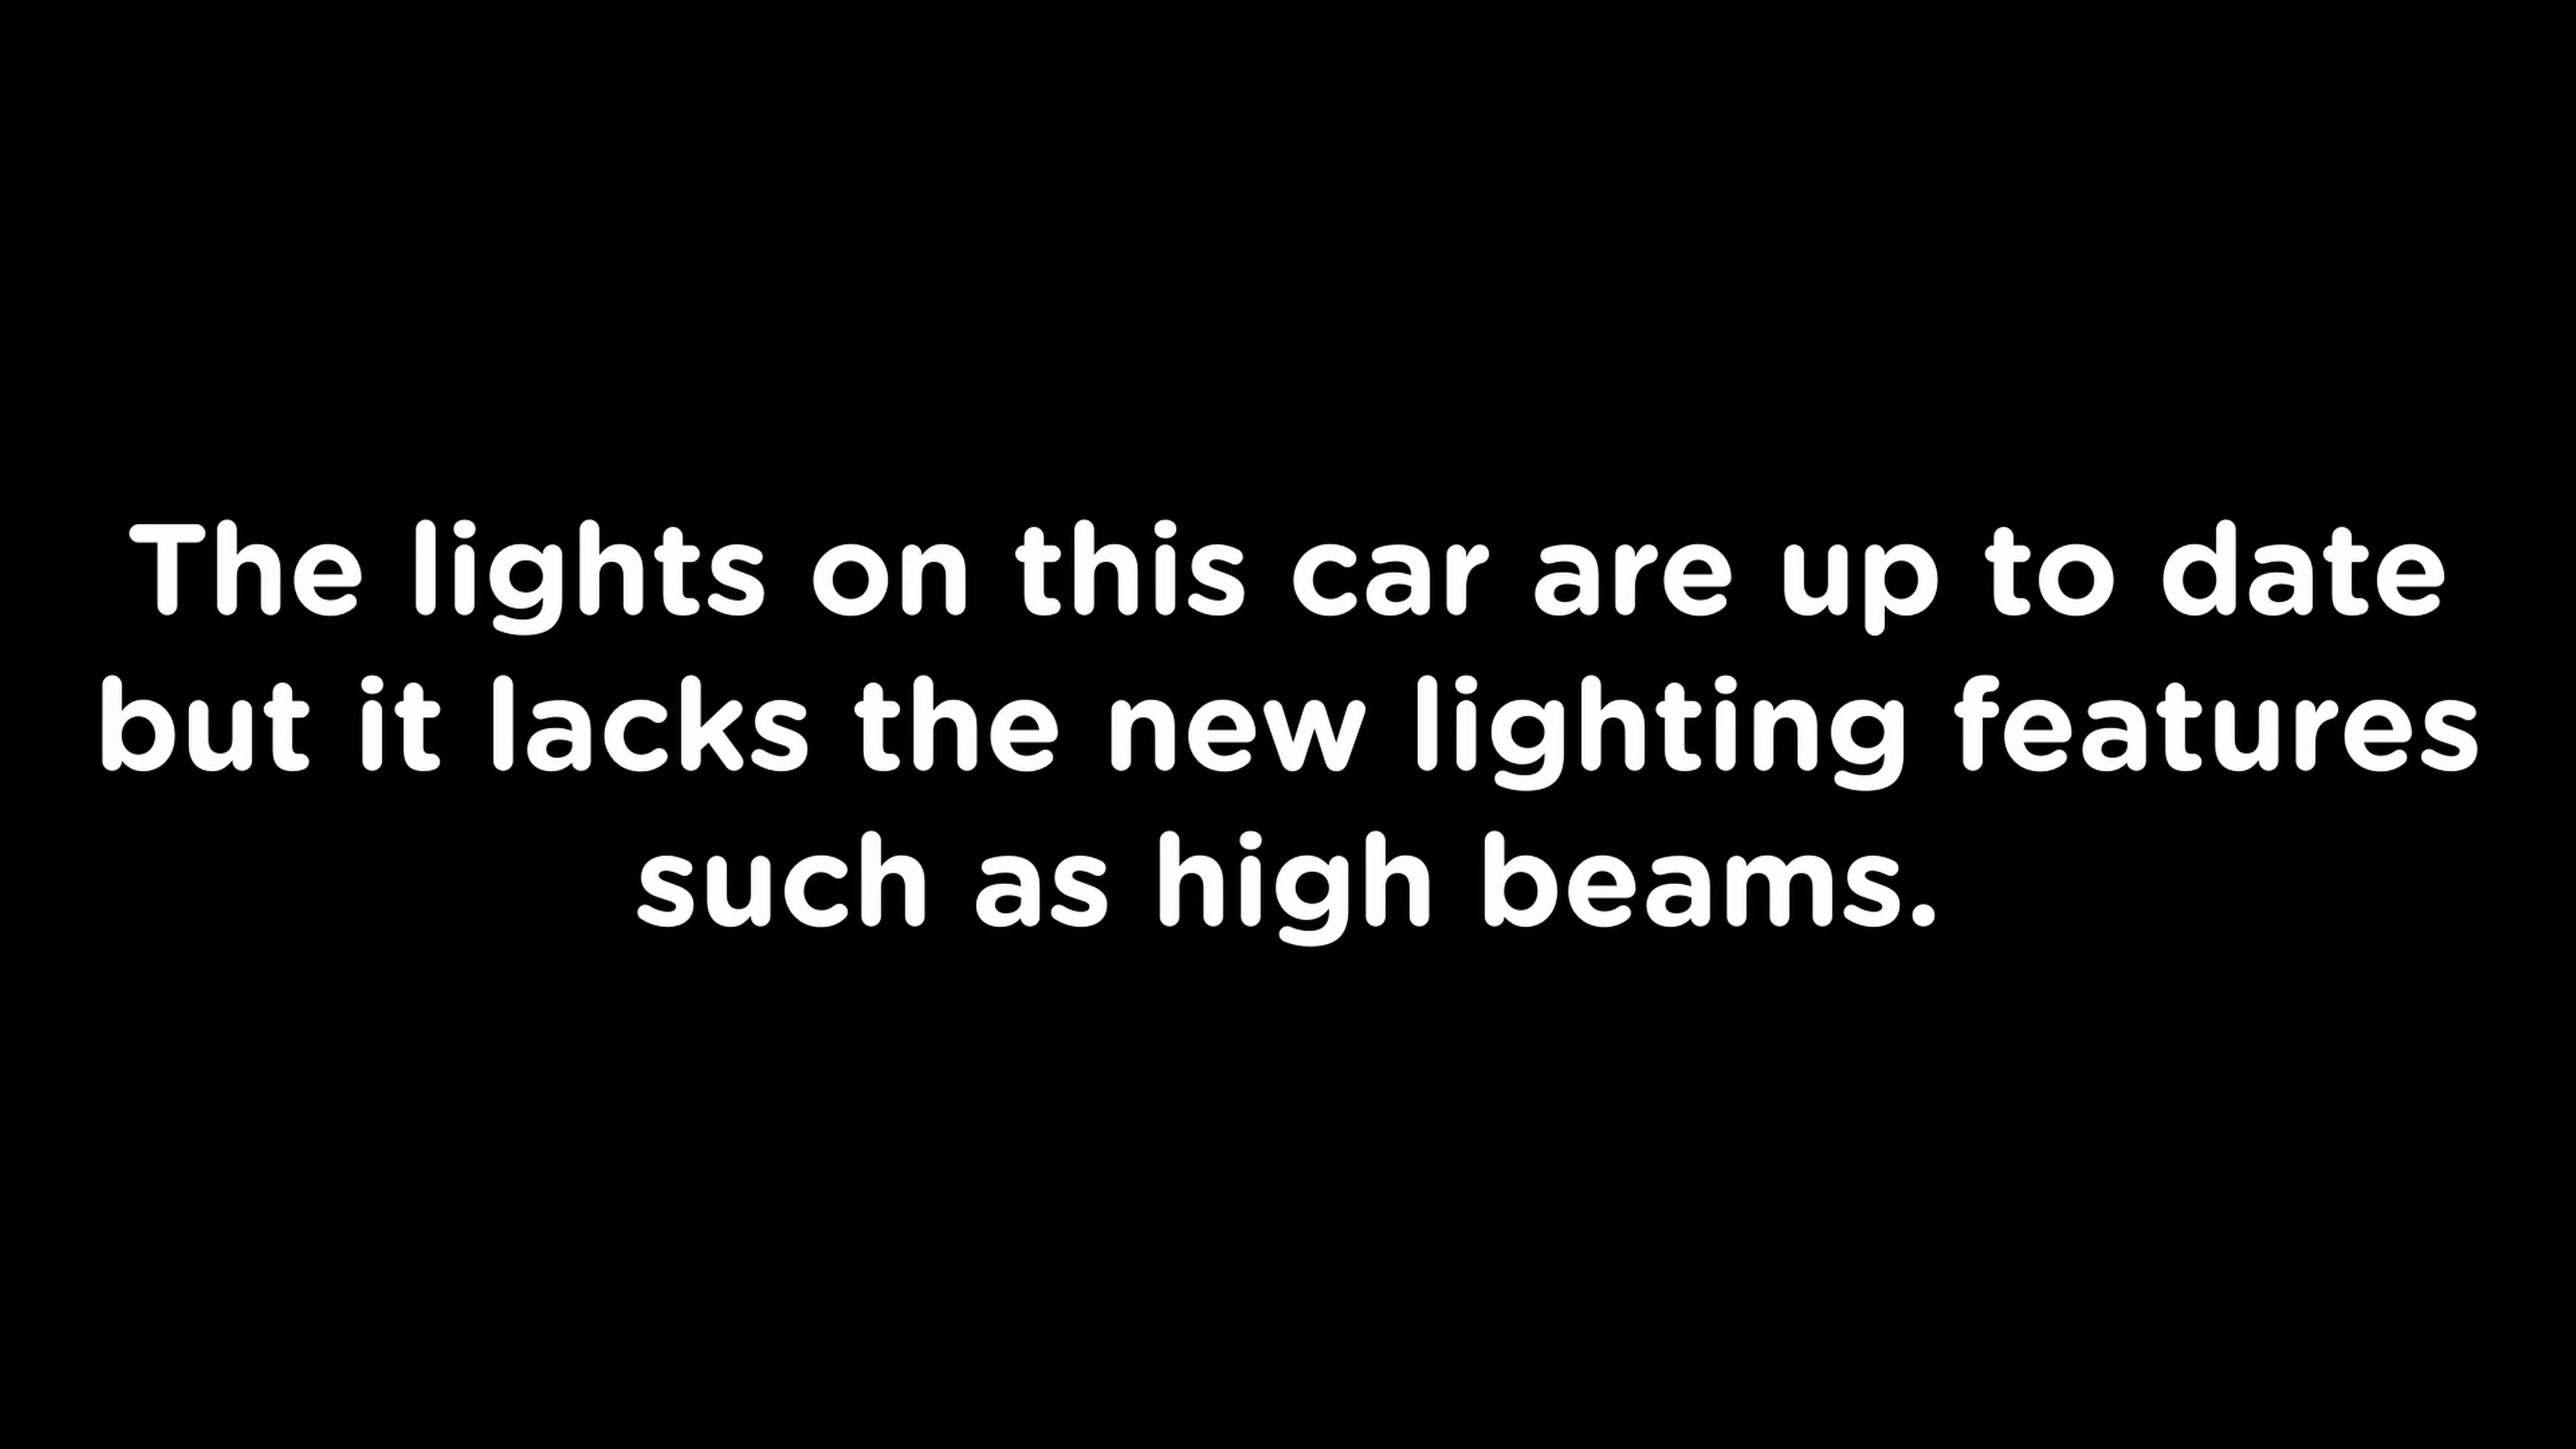 The lights on this car are up to date
but it lacks the new lighting features
such as high beams.